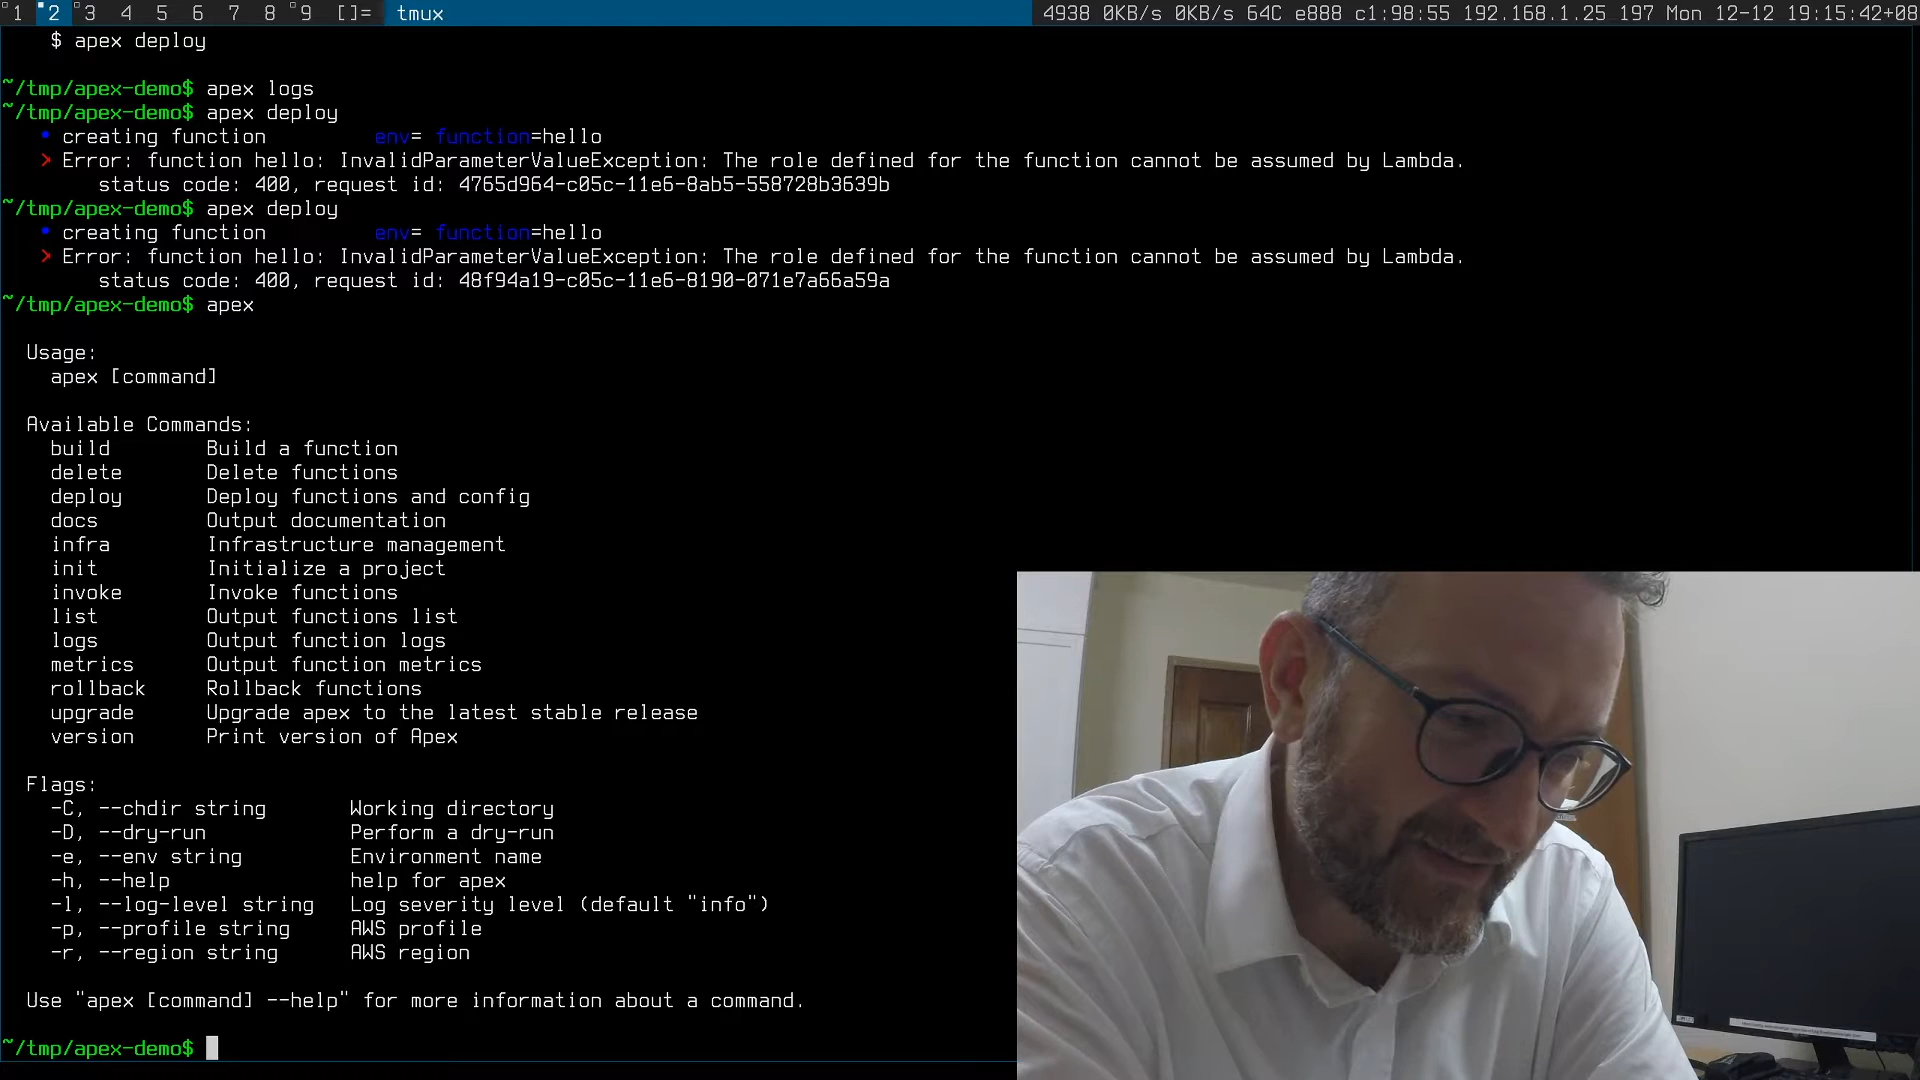 1 2 3 4 5 6 7 8 9 []= tmux 4938 0KB/s 0KB/s 64C e888 c1:98:55 192.168.1.25 197 Mon 12-12 19:15:42+08
$ apex deploy
~/tmp/apex-demo$ apex logs
~/tmp/apex-demo$ apex deploy
• creating function env= function=hello
> Error: function hello: InvalidParameterValueException: The role defined for the function cannot be assumed by Lambda.
status code: 400, request id: 4765d964-c05c-11e6-8ab5-558728b3639b
~/tmp/apex-demo$ apex deploy
• creating function env= function=hello
> Error: function hello: InvalidParameterValueException: The role defined for the function cannot be assumed by Lambda.
status code: 400, request id: 48f94a19-c05c-11e6-8190-071e7a66a59a
~/tmp/apex-demo$ apex
Usage:
apex [command]
Available Commands:
build Build a function
delete Delete functions
deploy Deploy functions and config
docs Output documentation
infra Infrastructure management
init Initialize a project
invoke Invoke functions
list Output functions list
logs Output function logs
metrics Output function metrics
rollback Rollback functions
upgrade Upgrade apex to the latest stable release
version Print version of Apex
Flags:
-C, --chdir string Working directory
-D, --dry-run Perform a dry-run
-e, --env string Environment name
-h, --help help for apex
-l, --log-level string Log severity level (default "info")
-p, --profile string AWS profile
-r, --region string AWS region
Use "apex [command] --help" for more information about a command.
~/tmp/apex-demo$